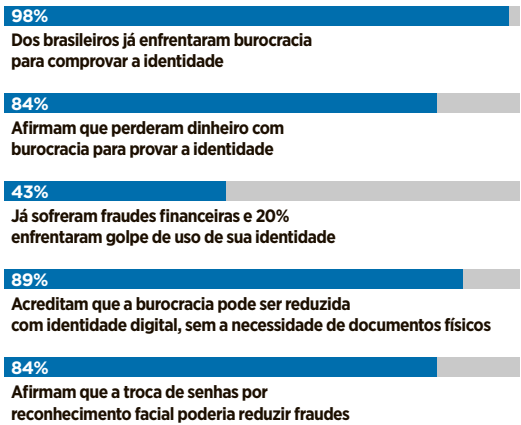 98%
Dos brasileiros já enfrentaram burocracia
para comprovar a identidade
84%
Afirmam que perderam dinheiro com
burocracia para provar a identidade
43%
Já sofreram fraudes financeiras e 20%
enfrentaram golpe de uso de sua identidade
89%
Acreditam que a burocracia pode ser reduzida
com identidade digital, sem a necessidade de documentos físicos
84%
Afirmam que a troca de senhas por
reconhecimento facial poderia reduzir fraudes